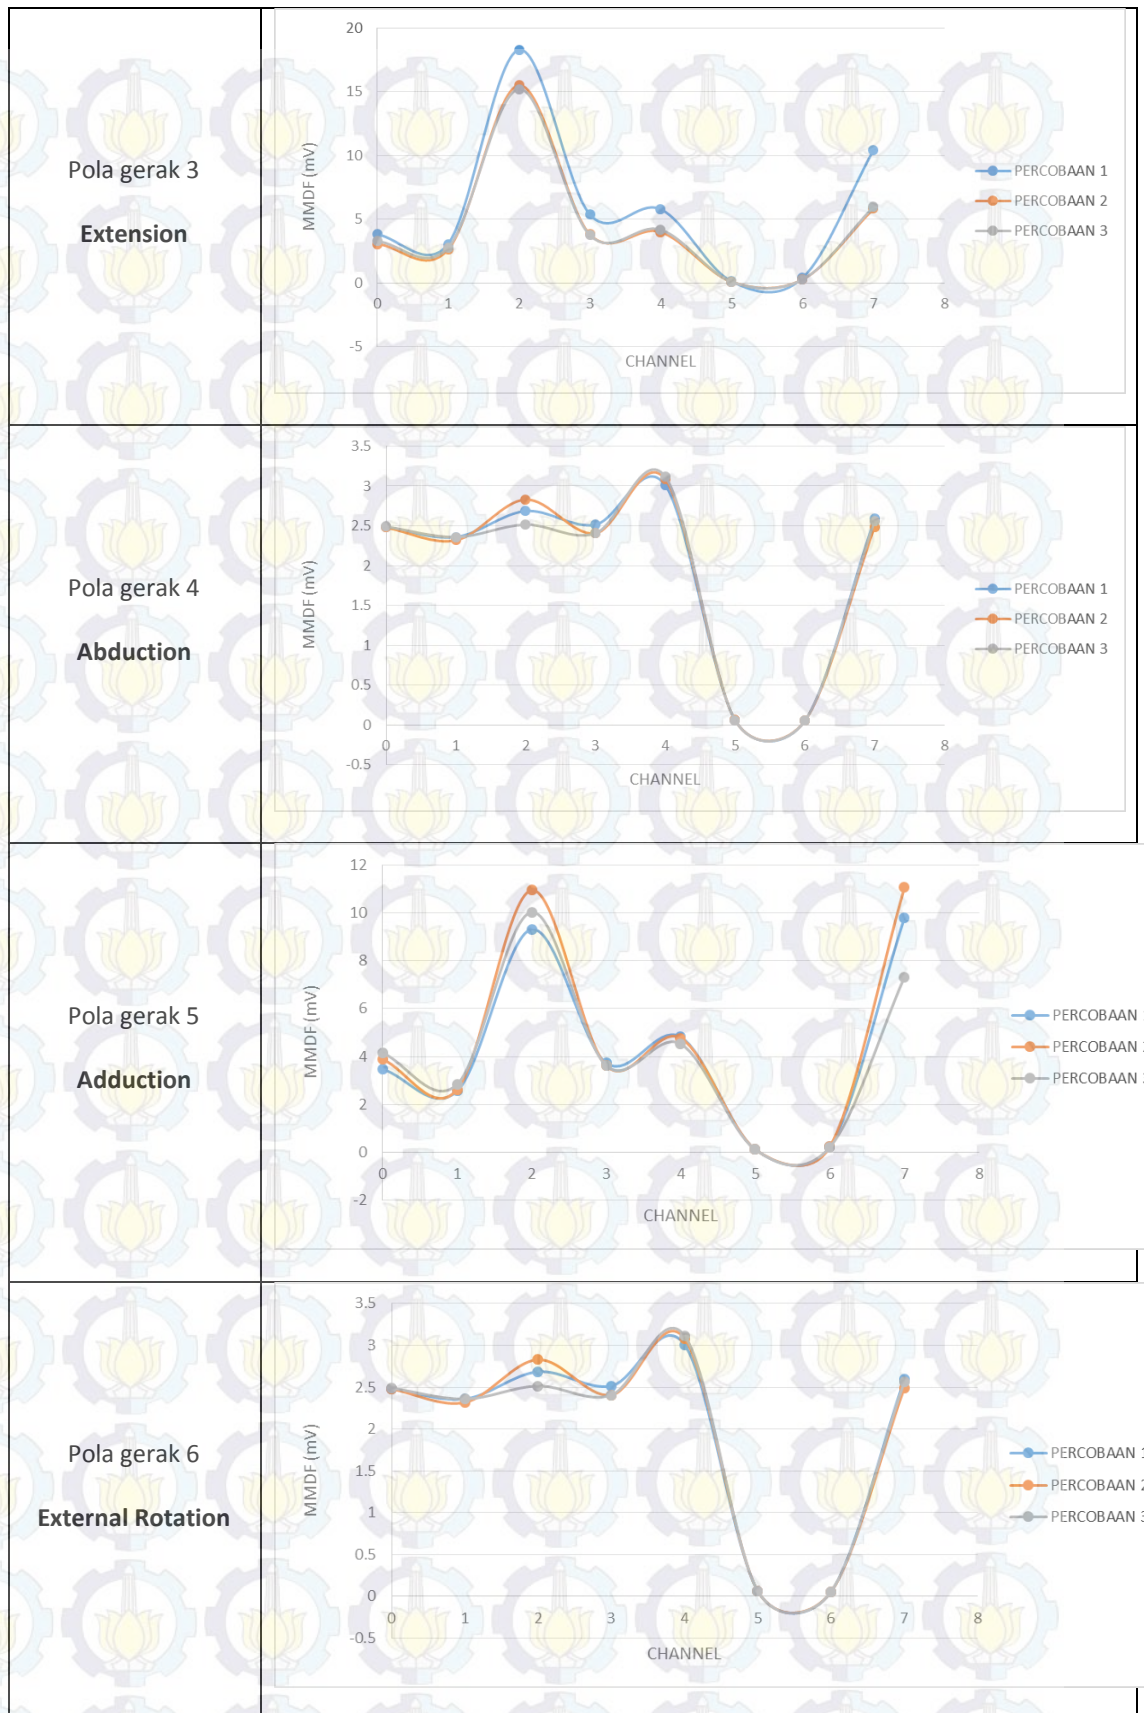 Pola gerak 3
Extension
20
15
10
5
0
-5
MMDF (mV)
0 1 2 3 4 5 6 7 8
CHANNEL
PERCOBAAN 1
PERCOBAAN 2
PERCOBAAN 3
Pola gerak 4
Abduction
3.5
3
2.5
2
1.5
1
0.5
0
-0.5
MMDF (mV)
0 1 2 3 4 5 6 7 8
CHANNEL
PERCOBAAN 1
PERCOBAAN 2
PERCOBAAN 3
Pola gerak 5
Adduction
12
10
8
6
4
2
0
-2
MMDF (mV)
0 1 2 3 4 5 6 7 8
CHANNEL
PERCOBAAN
PERCOBAAN
PERCOBAAN
Pola gerak 6
External Rotation
3.5
3
2.5
2
1.5
1
0.5
0
-0.5
MMDF (mV)
0 1 2 3 4 5 6 7 8
CHANNEL
PERCOBAAN 1
PERCOBAAN 2
PERCOBAAN 3